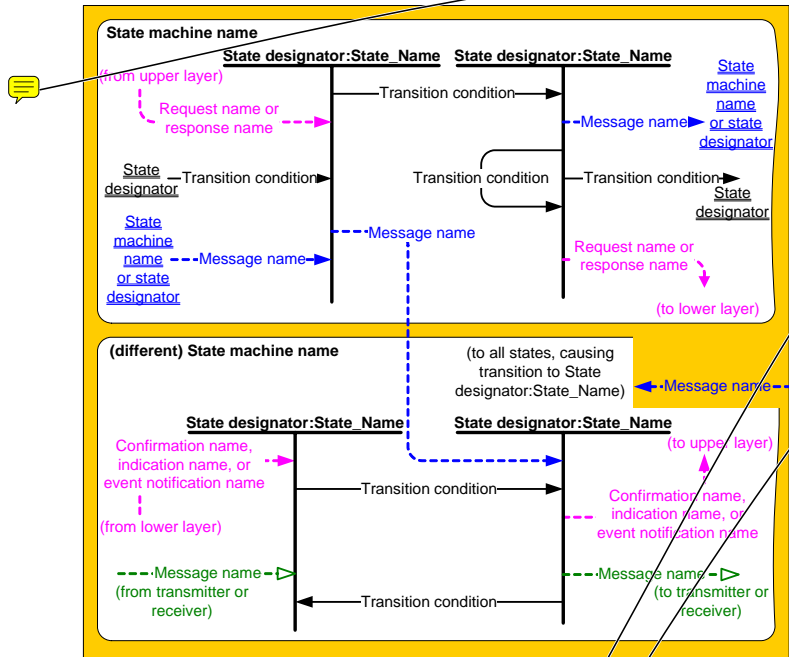 State machine name
State designator:State_Name
State designator:State_Name
(from upper layer)
Request name or
response name
Transition condition
State
machine
name
or state
designator
Message name
State
designator
Transition condition
Transition condition
Transition condition
State
designator
State
machine
name
or state
designator
Message name
Message name
Request name or
response name
(to lower layer)
(different) State machine name
(to all states, causing
transition to State
designator:State_Name)
Message name
State designator:State_Name
State designator:State_Name
Confirmation name,
indication name, or
event notification name
(from lower layer)
Transition condition
(to upper layer)
Confirmation name,
indication name, or
event notification name
Message name
(from transmitter or
receiver)
Message name
(to transmitter or
receiver)
Transition condition